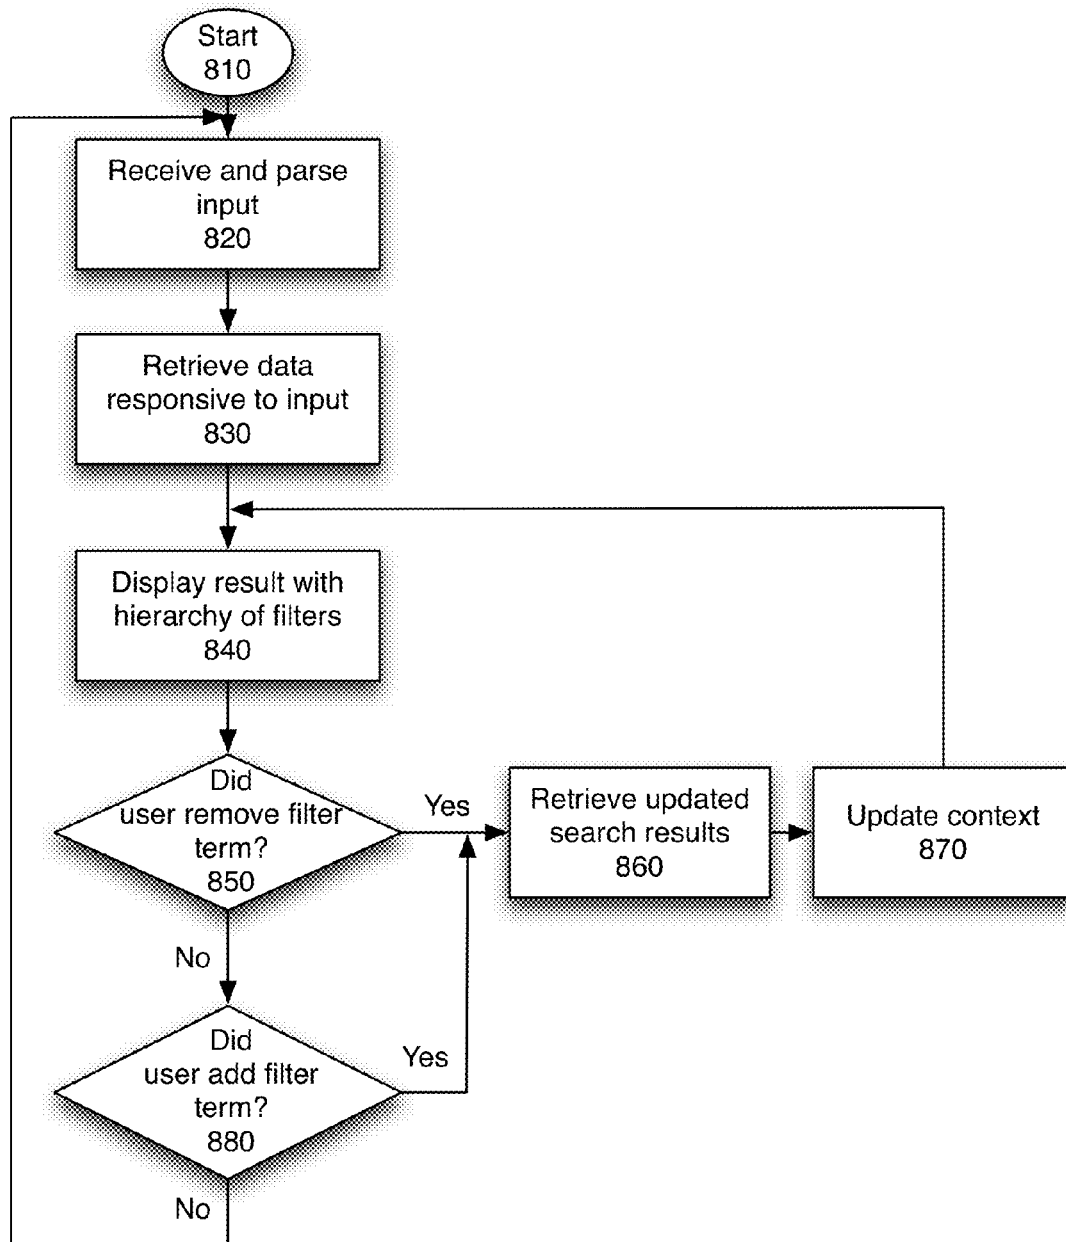 Start
810
Receive and parse
input
820
Retrieve data
responsive to input
830
Display result with
hierarchy of filters
840
Did
user remove filter
term?
850
Yes
Retrieve updated
search results
860
Update context
870
No
Did
user add filter
term?
880
Yes
No